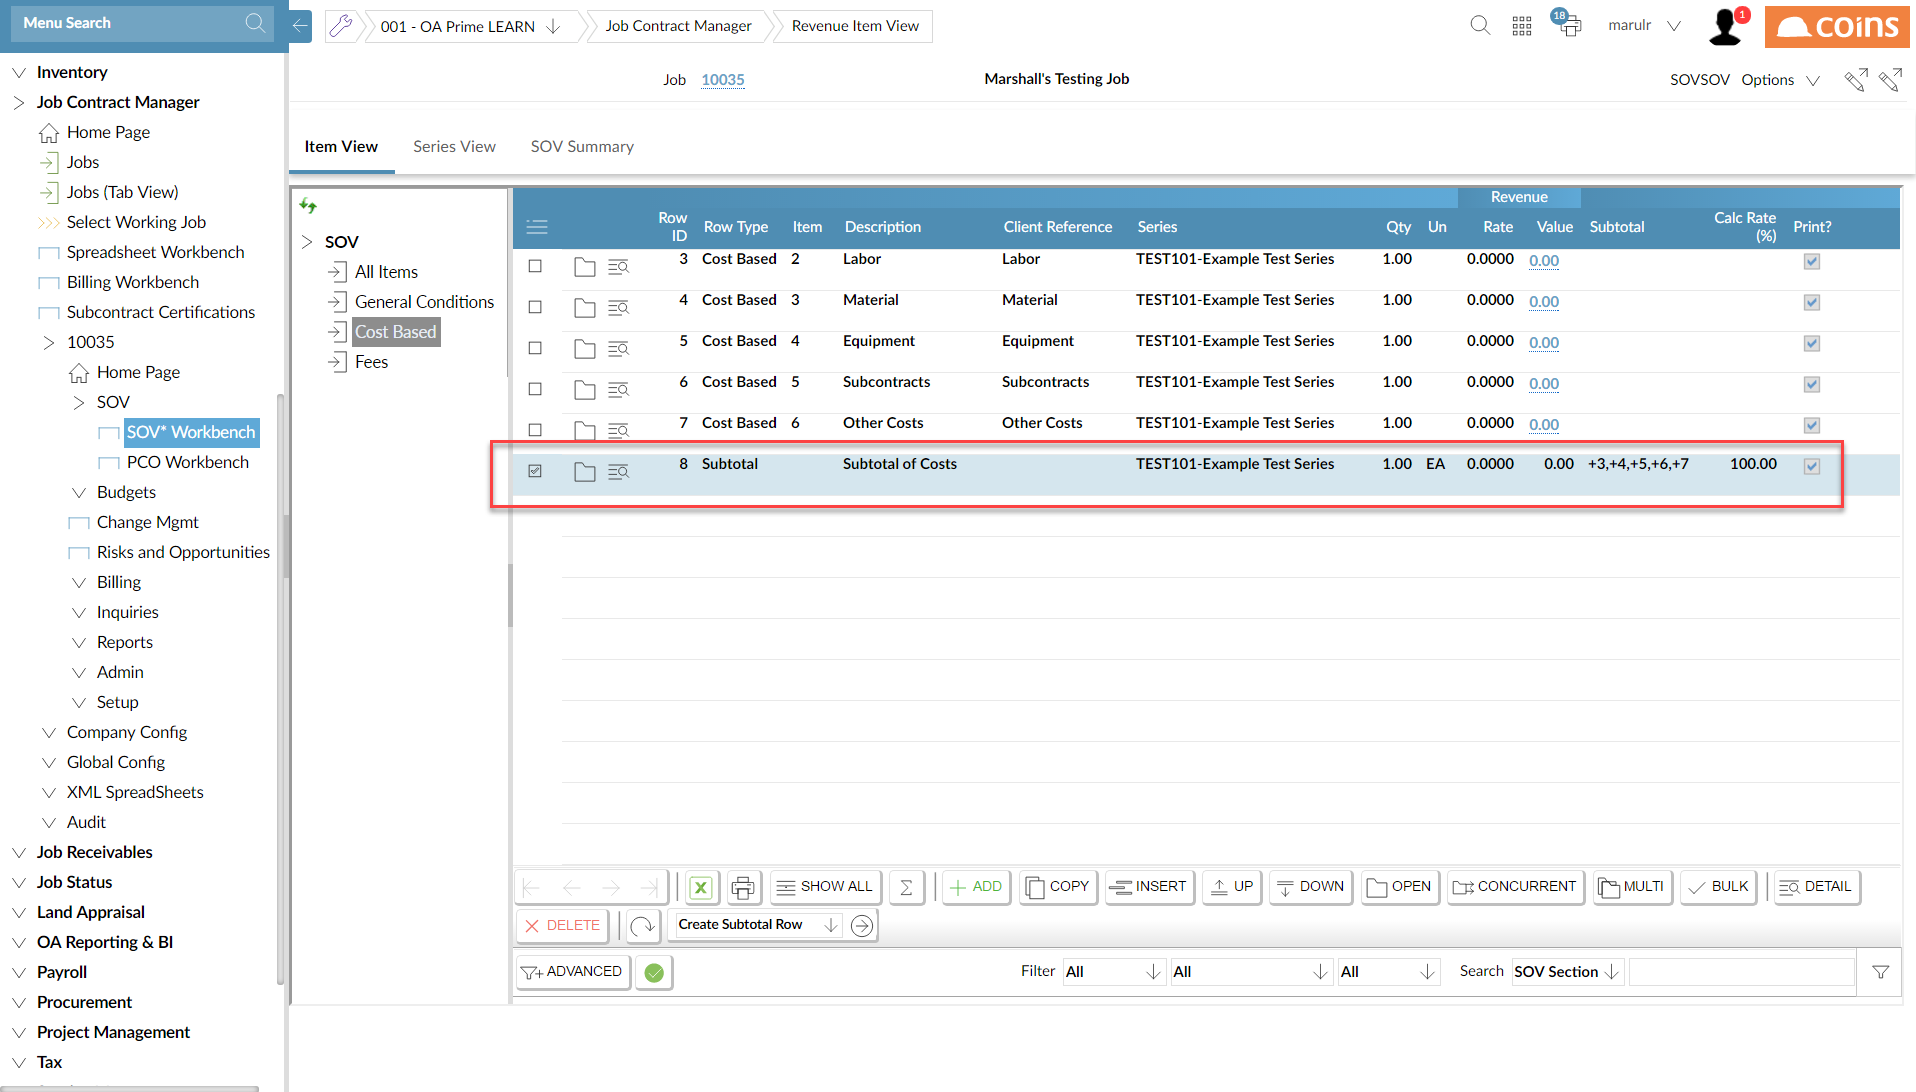 Menu Search
001 - OA Prime LEARN
Job Contract Manager
Revenue Item View
18
marulr
1
coins
Job 10035
Marshall's Testing Job
SOVSOV Options
Item View
Series View
SOV Summary
Inventory
Job Contract Manager
Home Page
Jobs
Jobs (Tab View)
Select Working Job
Spreadsheet Workbench
Billing Workbench
Subcontract Certifications
10035
Home Page
SOV
SOV* Workbench
PCO Workbench
Budgets
Change Mgmt
Risks and Opportunities
Billing
Inquiries
Reports
Admin
Setup
Company Config
Global Config
XML SpreadSheets
Audit
Job Receivables
Job Status
Land Appraisal
OA Reporting & BI
Payroll
Procurement
Project Management
Tax
SOV
All Items
General Conditions
Cost Based
Fees
Revenue
Row ID Row Type Item Description Client Reference Series Qty Un Rate Value Subtotal Calc Rate (%) Print?
3 Cost Based 2 Labor Labor TEST101-Example Test Series 1.00 0.0000 0.00
4 Cost Based 3 Material Material TEST101-Example Test Series 1.00 0.0000 0.00
5 Cost Based 4 Equipment Equipment TEST101-Example Test Series 1.00 0.0000 0.00
6 Cost Based 5 Subcontracts Subcontracts TEST101-Example Test Series 1.00 0.0000 0.00
7 Cost Based 6 Other Costs Other Costs TEST101-Example Test Series 1.00 0.0000 0.00
8 Subtotal Subtotal of Costs TEST101-Example Test Series 1.00 EA 0.0000 0.00 +3,+4,+5,+6,+7 100.00
SHOW ALL Σ ADD COPY INSERT UP DOWN OPEN CONCURRENT MULTI BULK DETAIL
DELETE Create Subtotal Row
ADVANCED Filter All All All Search SOV Section